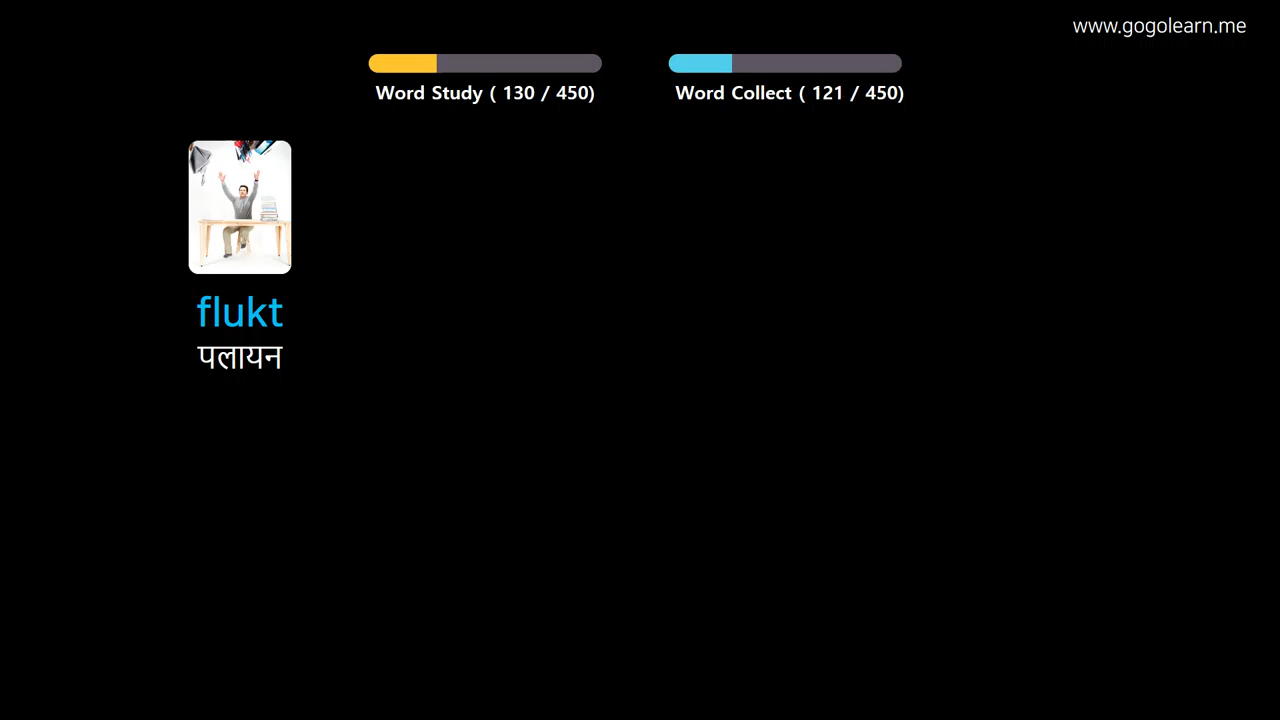 www.gogolearn.me
Word Study ( 130 / 450)
Word Collect ( 121 / 450)
flukt
पलायन